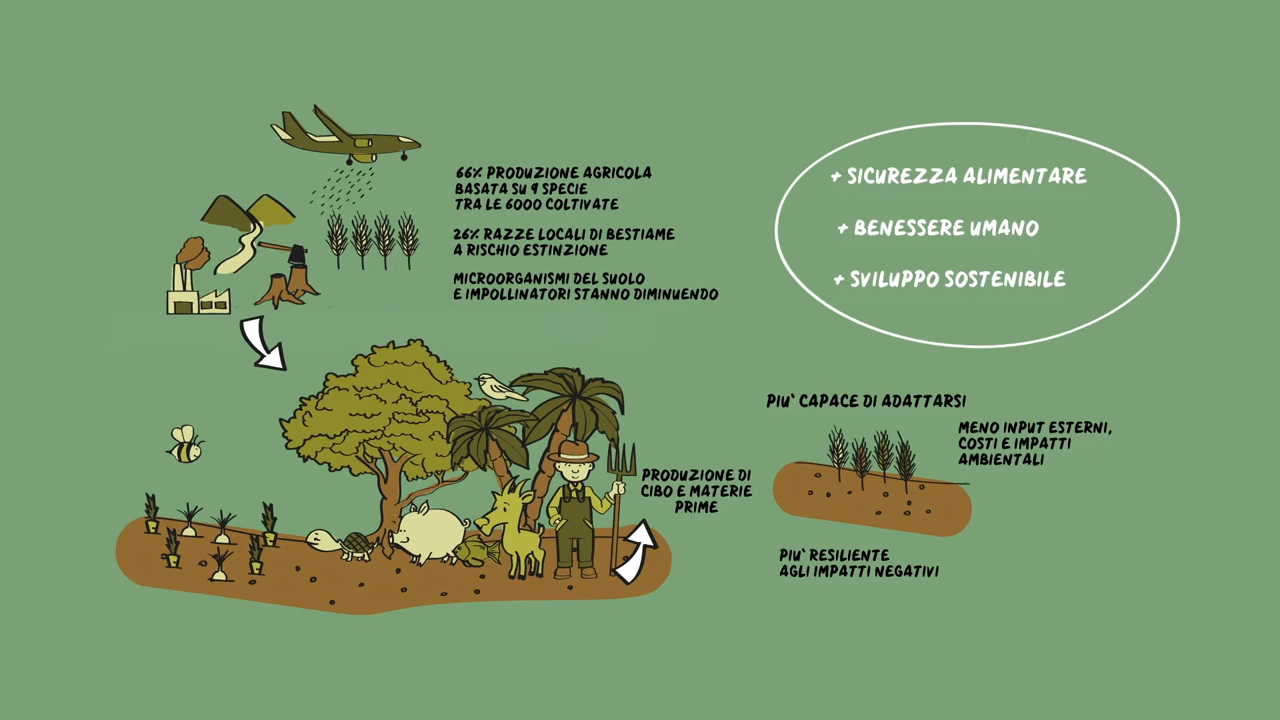 66% PRODUZIONE AGRICOLA
BASATA SU 9 SPECIE
TRA LE 6000 COLTIVATE
26% RAZZE LOCALI DI BESTIAME
A RISCHIO ESTINZIONE
MICROORGANISMI DEL SUOLO
E IMPOLLINATORI STANNO DIMINUENDO
+ SICUREZZA ALIMENTARE
+ BENESSERE UMANO
+ SVILUPPO SOSTENIBILE
PRODUZIONE DI
CIBO E MATERIE
PRIME
PIU' CAPACE DI ADATTARSI
MENO INPUT ESTERNI,
COSTI E IMPATTI
AMBIENTALI
PIU' RESILIENTE
AGLI IMPATTI NEGATIVI